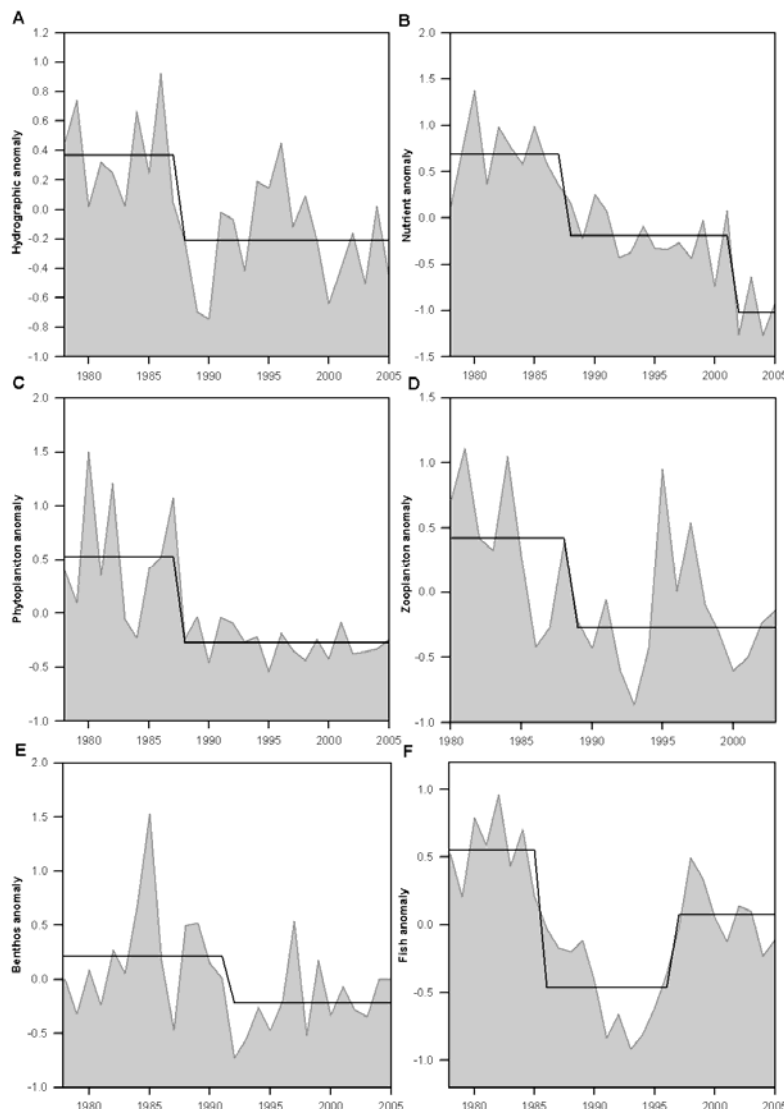 A
1.2
1.0
0.8
0.6
0.4
0.2
0.0
-0.2
-0.4
-0.6
-0.8
-1.0
Hydrographic anomaly
1980 1985 1990 1995 2000 2005
B
2.0
1.5
1.0
0.5
0.0
-0.5
-1.0
-1.5
Nutrient anomaly
1980 1985 1990 1995 2000 2005
C
2.0
1.5
1.0
0.5
0.0
-0.5
-1.0
Phytoplankton anomaly
1980 1985 1990 1995 2000 2005
D
1.5
1.0
0.5
0.0
-0.5
-1.0
Zooplankton anomaly
1980 1985 1990 1995 2000
E
2.0
1.5
1.0
0.5
0.0
-0.5
-1.0
Benthos anomaly
1980 1985 1990 1995 2000 2005
F
1.0
0.5
0.0
-0.5
-1.0
Fish anomaly
1980 1985 1990 1995 2000 2005